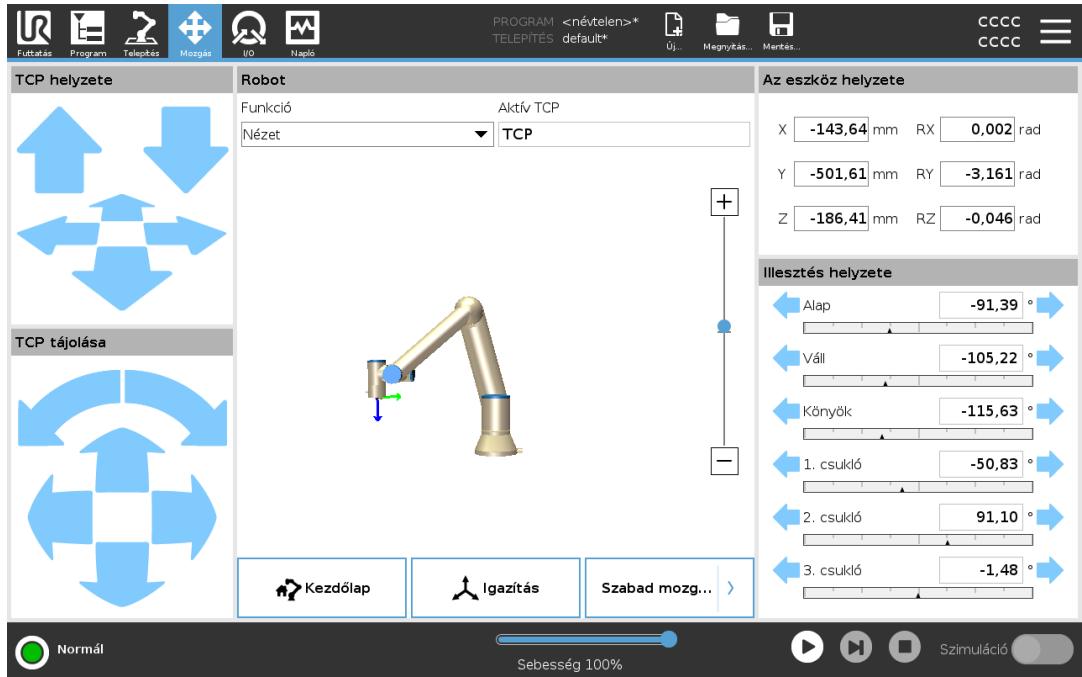 UR
PROGRAM <névtelen>*
TELEPÍTÉS default*
CCCC
CCCC
Futtatás Program Telepítés Mozgás I/O Napló Új... Megnyitás... Mentés...
TCP helyzete
Robot
Az eszköz helyzete
Funkció Aktív TCP
Nézet TCP
X -143,64 mm RX 0,002 rad
Y -501,61 mm RY -3,161 rad
Z -186,41 mm RZ -0,046 rad
Illesztés helyzete
Alap -91,39 °
TCP tájolása
Váll -105,22 °
Könyök -115,63 °
1. csukló -50,83 °
2. csukló 91,10 °
3. csukló -1,48 °
Kezdőlap Igazítás Szabad mozg...
Normál
Sebesség 100%
Szimuláció